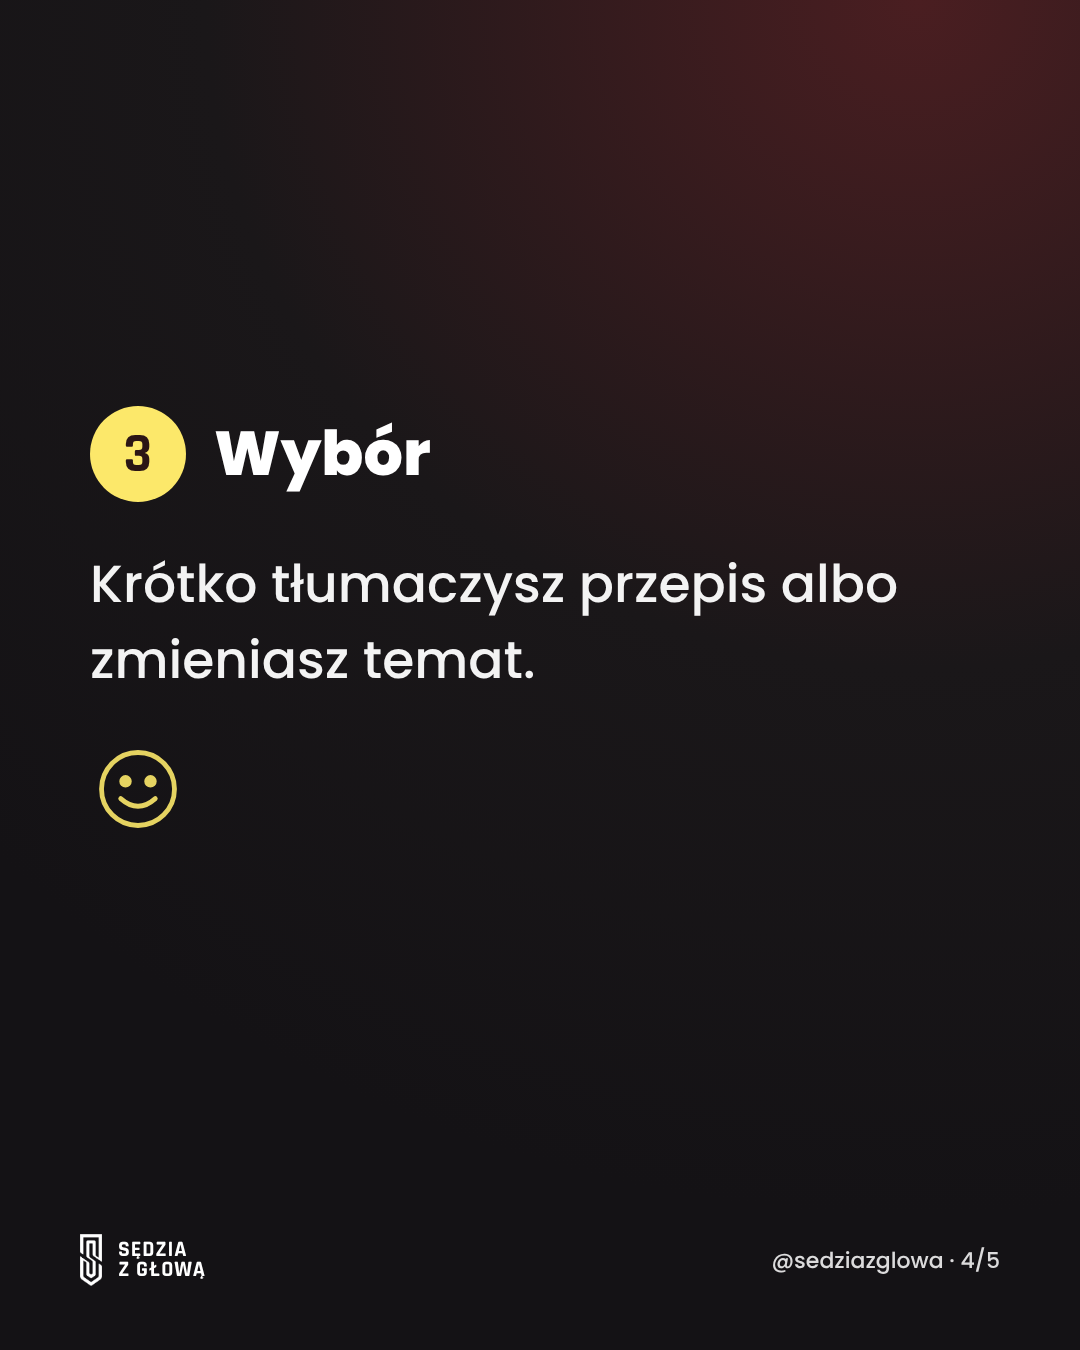 3 Wybór
Krótko tłumaczysz przepis albo
zmieniasz temat.
SĘDZIA
Z GŁOWĄ
@sedziazglowa · 4/5